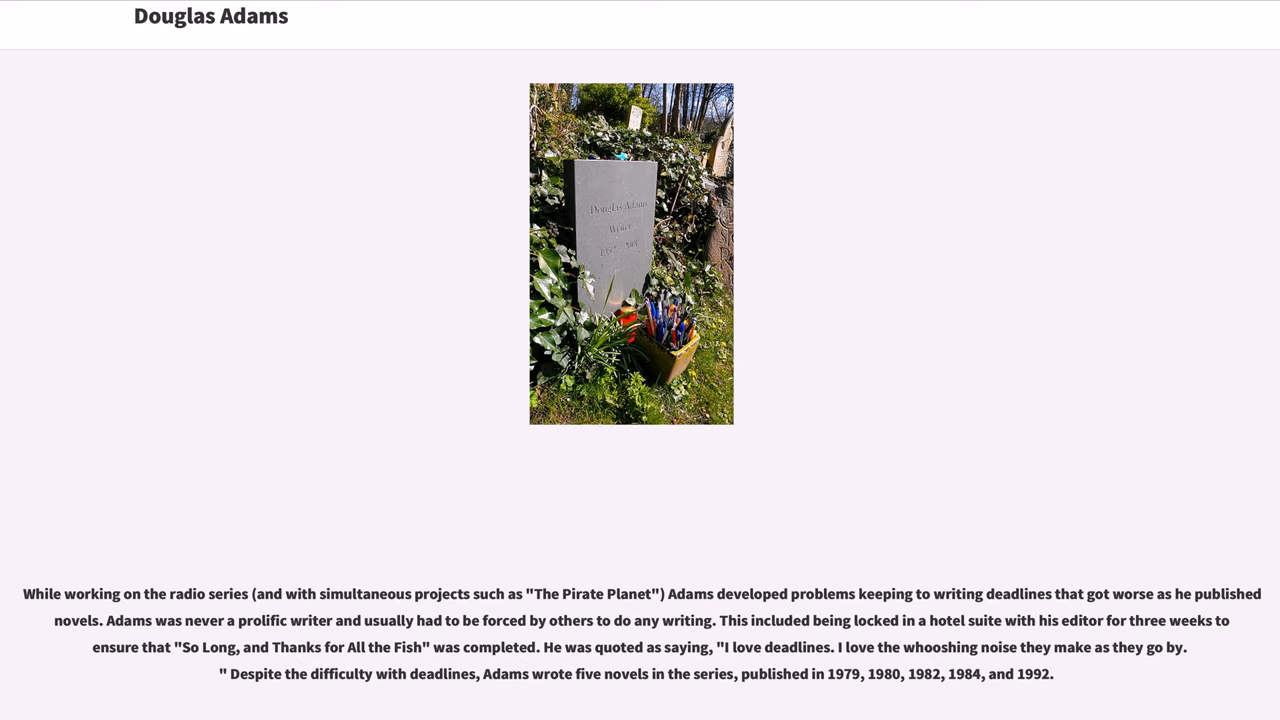 Douglas Adams
Douglas Adams
Writer
While working on the radio series (and with simultaneous projects such as "The Pirate Planet") Adams developed problems keeping to writing deadlines that got worse as he published
novels. Adams was never a prolific writer and usually had to be forced by others to do any writing. This included being locked in a hotel suite with his editor for three weeks to
ensure that "So Long, and Thanks for All the Fish" was completed. He was quoted as saying, "I love deadlines. I love the whooshing noise they make as they go by.
" Despite the difficulty with deadlines, Adams wrote five novels in the series, published in 1979, 1980, 1982, 1984, and 1992.